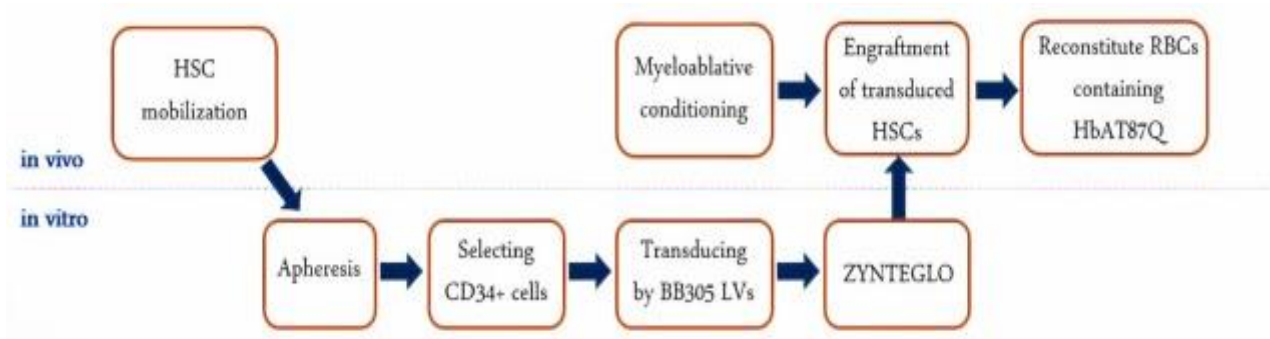 HSC
mobilization
Myeloablative
conditioning
Engraftment
of transduced
HSCs
Reconstitute RBCs
containing
HbAT87Q
in vivo
in vitro
Apheresis
Selecting
CD34+ cells
Transducing
by BB305 LVs
ZYNTEGLO